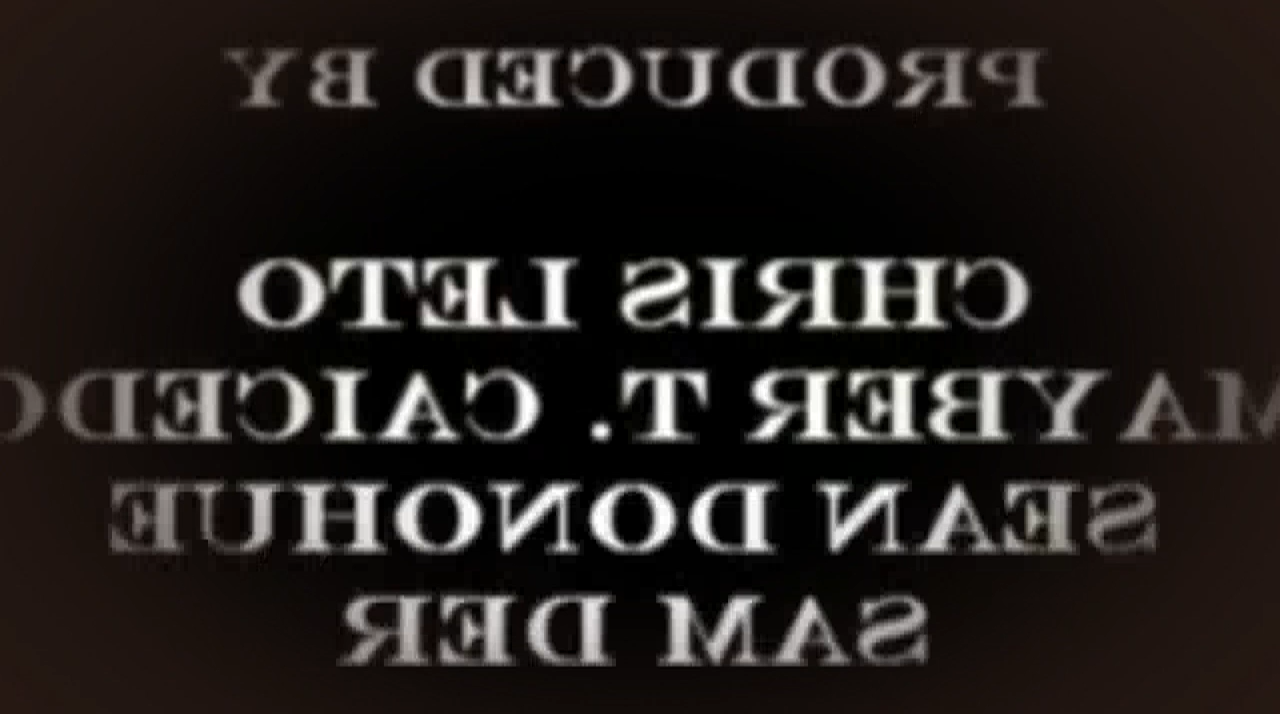 PRODUCED BY
CHRIS LETO
MAYBER T. CAICEDO
SEAN DONOHUE
SAM DER